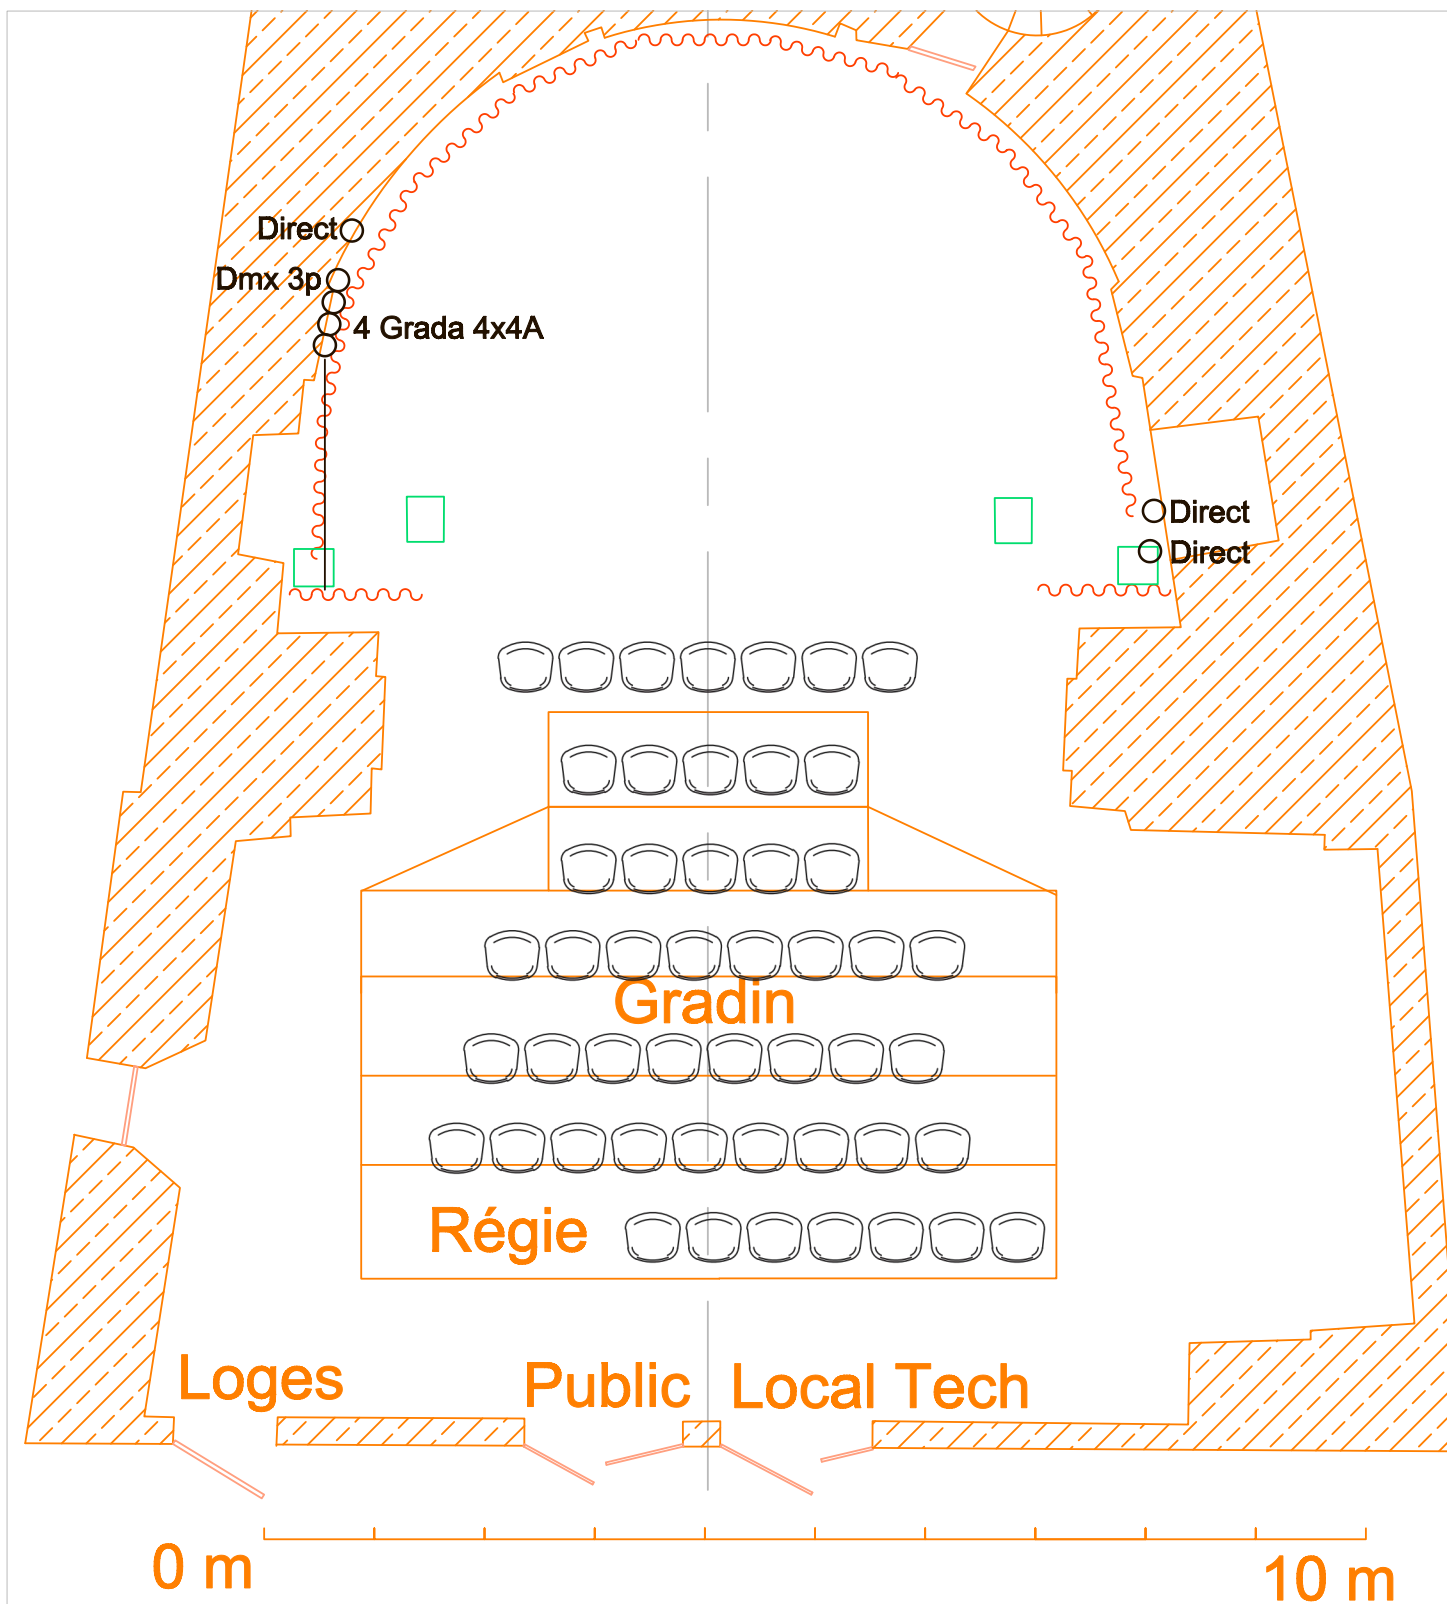 Direct
Dmx 3p
4 Grada 4x4A
Direct
Direct
Gradin
Régie
Loges
Public
Local Tech
0 m
10 m